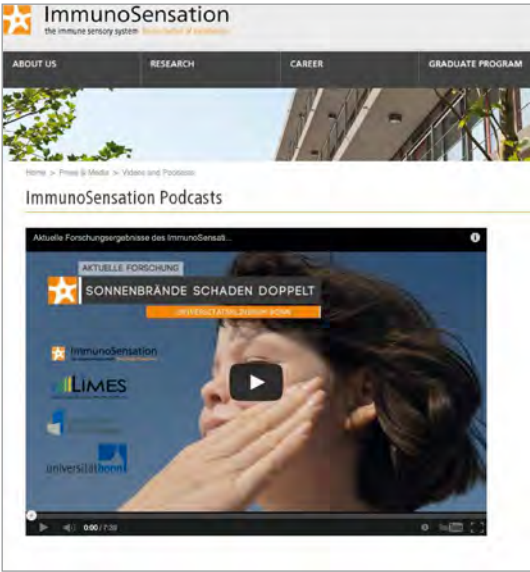 ImmunoSensation
the immune sensory system
ABOUT US
RESEARCH
CAREER
GRADUATE PROGRAM
Home > Press & Media > Videos and Podcasts
ImmunoSensation Podcasts
Aktuelle Forschungsergebnisse des ImmunoSensati...
AKTUELLE FORSCHUNG
SONNENBRÄNDE SCHADEN DOPPELT
UNIVERSITÄTSKLINIKUM BONN
ImmunoSensation
LIMES
universitätbonn
0:00 / 7:39
YouTube